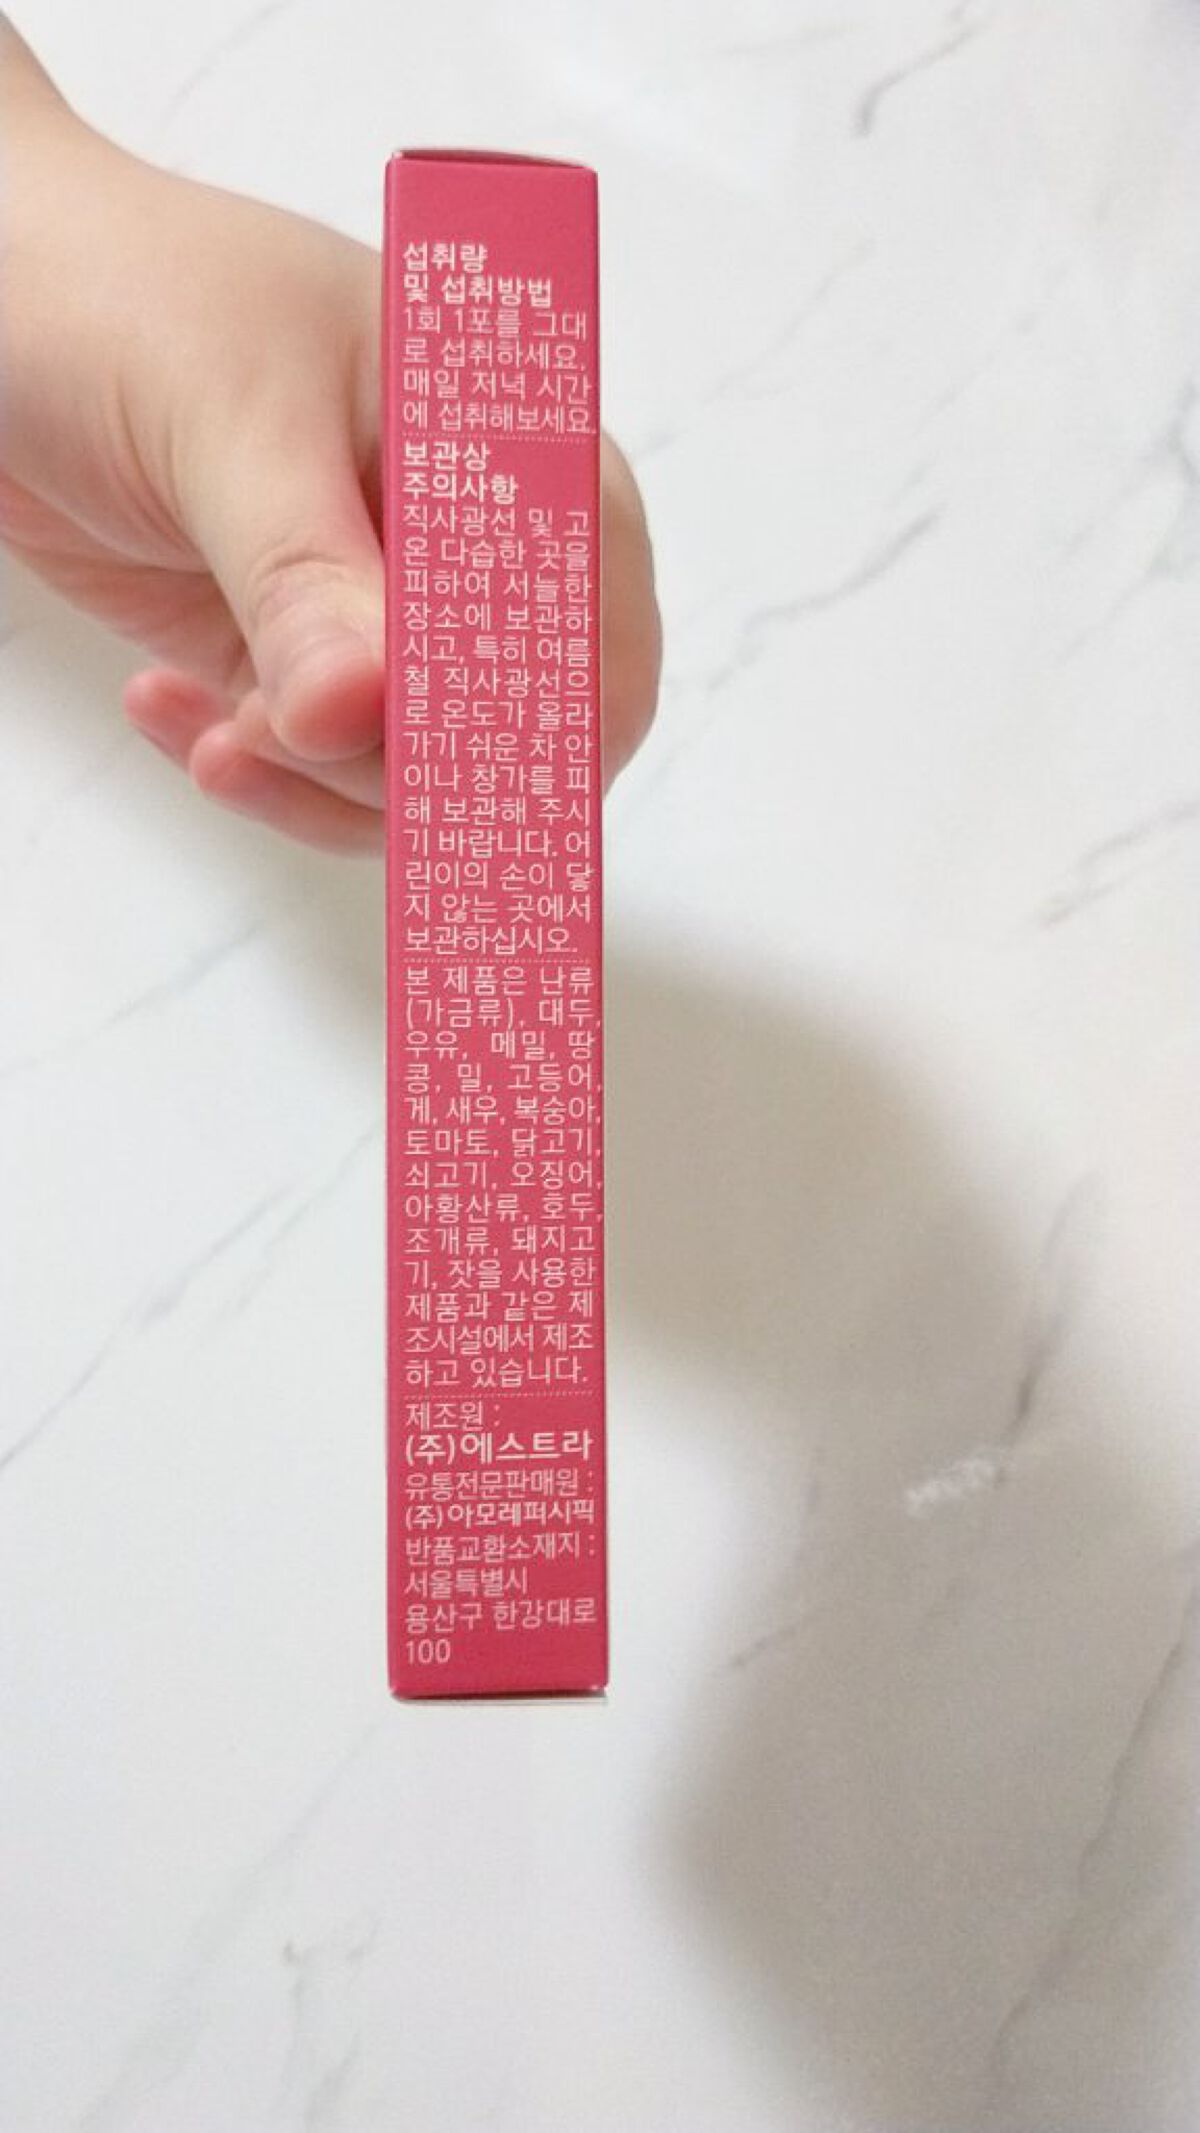 섭취량
및 섭취방법
1회 1포를 그대
로 섭취하세요.
매일 저녁 시간
에 섭취해보세요.
보관상
주의사항
직사광선 및 고
온 다습한 곳을
피하여 서늘한
장소에 보관하
시고, 특히 여름
철 직사광선으
로 온도가 올라
가기 쉬운 차 안
이나 창가를 피
해 보관해 주시
기 바랍니다. 어
린이의 손이 닿
지 않는 곳에서
보관하십시오.
본 제품은 난류
(가금류), 대두,
우유, 메밀, 땅
콩, 밀, 고등어,
게, 새우, 복숭아,
토마토, 닭고기,
쇠고기, 오징어,
아황산류, 호두,
조개류, 돼지고
기, 잣을 사용한
제품과 같은 제
조시설에서 제조
하고 있습니다.
제조원 :
(주)에스트라
유통전문판매원 :
(주)아모레퍼시픽
반품교환소재지 :
서울특별시
용산구 한강대로
100